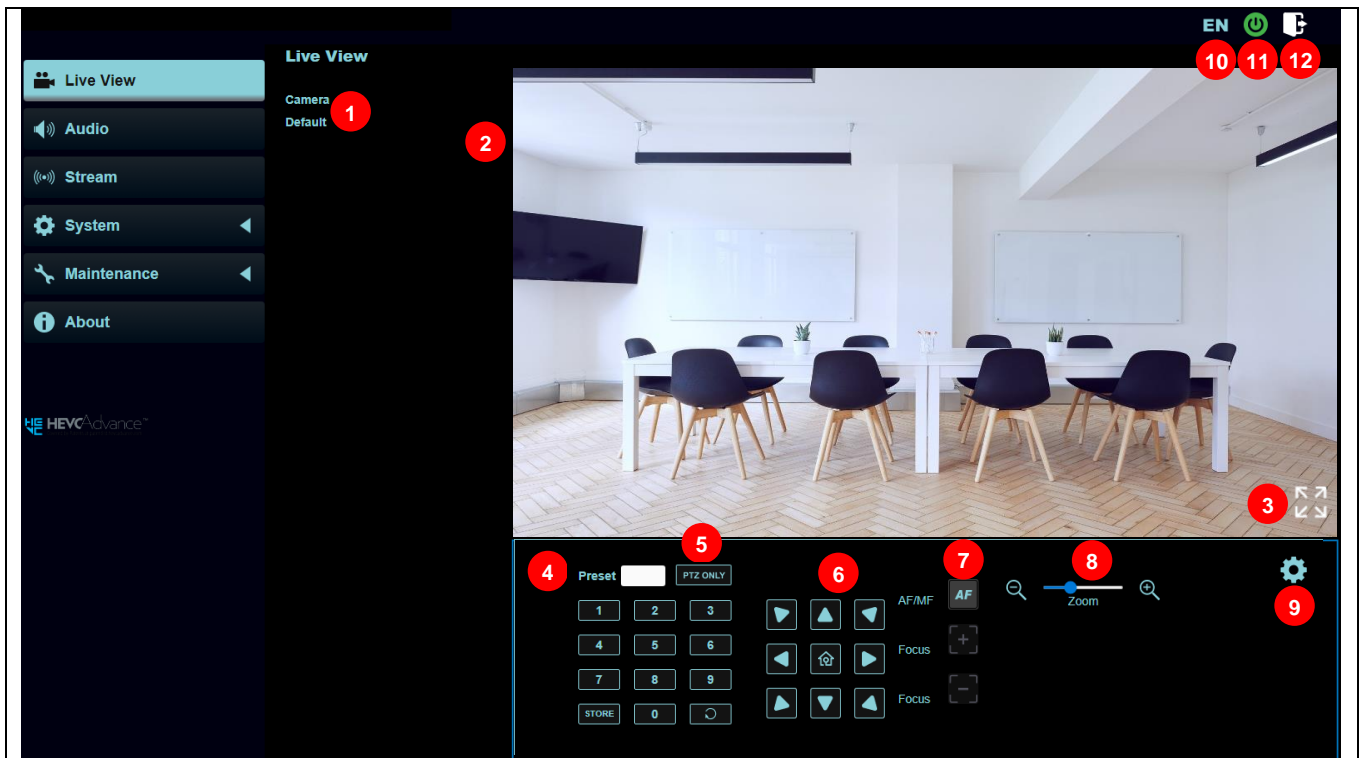 EN
10 11 12
Live View
Live View
Camera
1
Default
Audio
2
Stream
System
Maintenance
About
HEVCAdvance™
3
4
Preset
5
PTZ ONLY
1 2 3
4 5 6
7 8 9
STORE 0
6
AF/MF
7
AF
Focus
+
Focus
−
8
Zoom
9